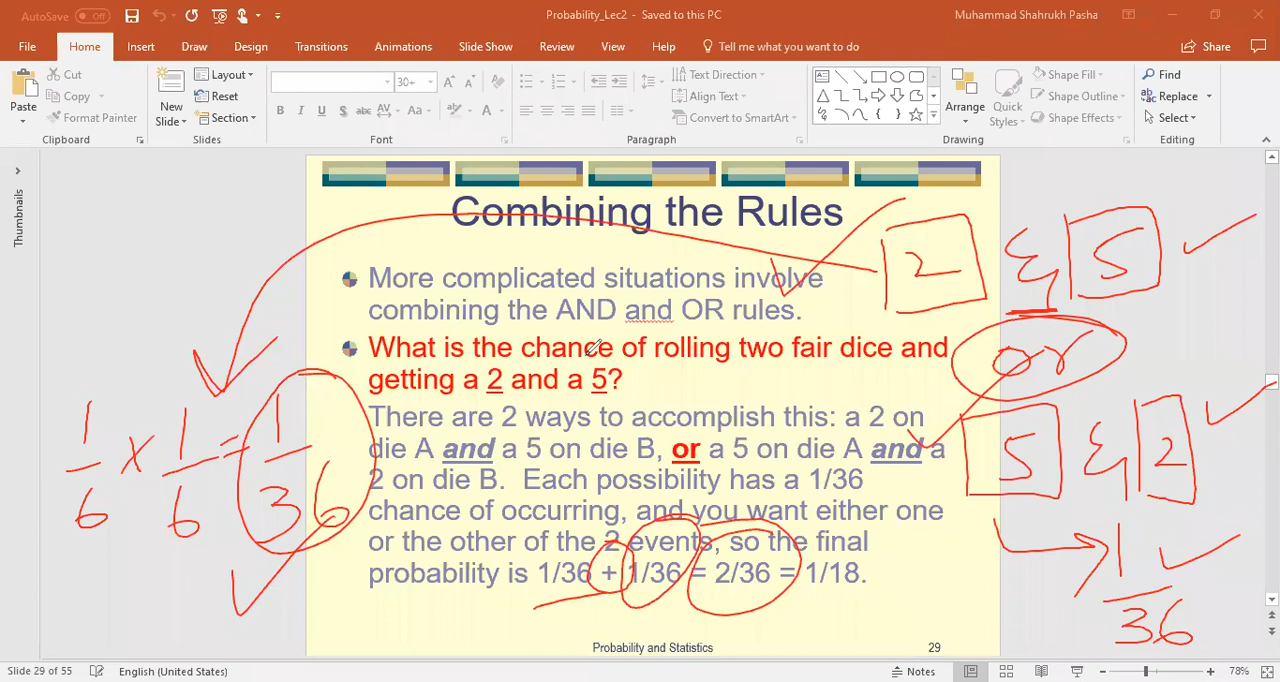 AutoSave Off
Probability_Lec2 - Saved to this PC
Muhammad Shahrukh Pasha
File Home Insert Draw Design Transitions Animations Slide Show Review View Help Tell me what you want to do Share
Paste
Cut
Copy
Format Painter
Clipboard
New Slide
Layout
Reset
Section
Slides
30+
B I U S abc AV Aa A
Font
Text Direction
Align Text
Convert to SmartArt
Paragraph
Arrange
Quick Styles
Shape Fill
Shape Outline
Shape Effects
Drawing
Find
Replace
Select
Editing
Thumbnails
Combining the Rules
More complicated situations involve
combining the AND and OR rules.
What is the chance of rolling two fair dice and
getting a 2 and a 5?
There are 2 ways to accomplish this: a 2 on
die A and a 5 on die B, or a 5 on die A and a
2 on die B. Each possibility has a 1/36
chance of occurring, and you want either one
or the other of the 2 events, so the final
probability is 1/36 + 1/36 = 2/36 = 1/18.
Probability and Statistics
29
2 & 5
or
5 & 2
1/36
1/6 x 1/6 = 1/36
Slide 29 of 55 English (United States) Notes 78%